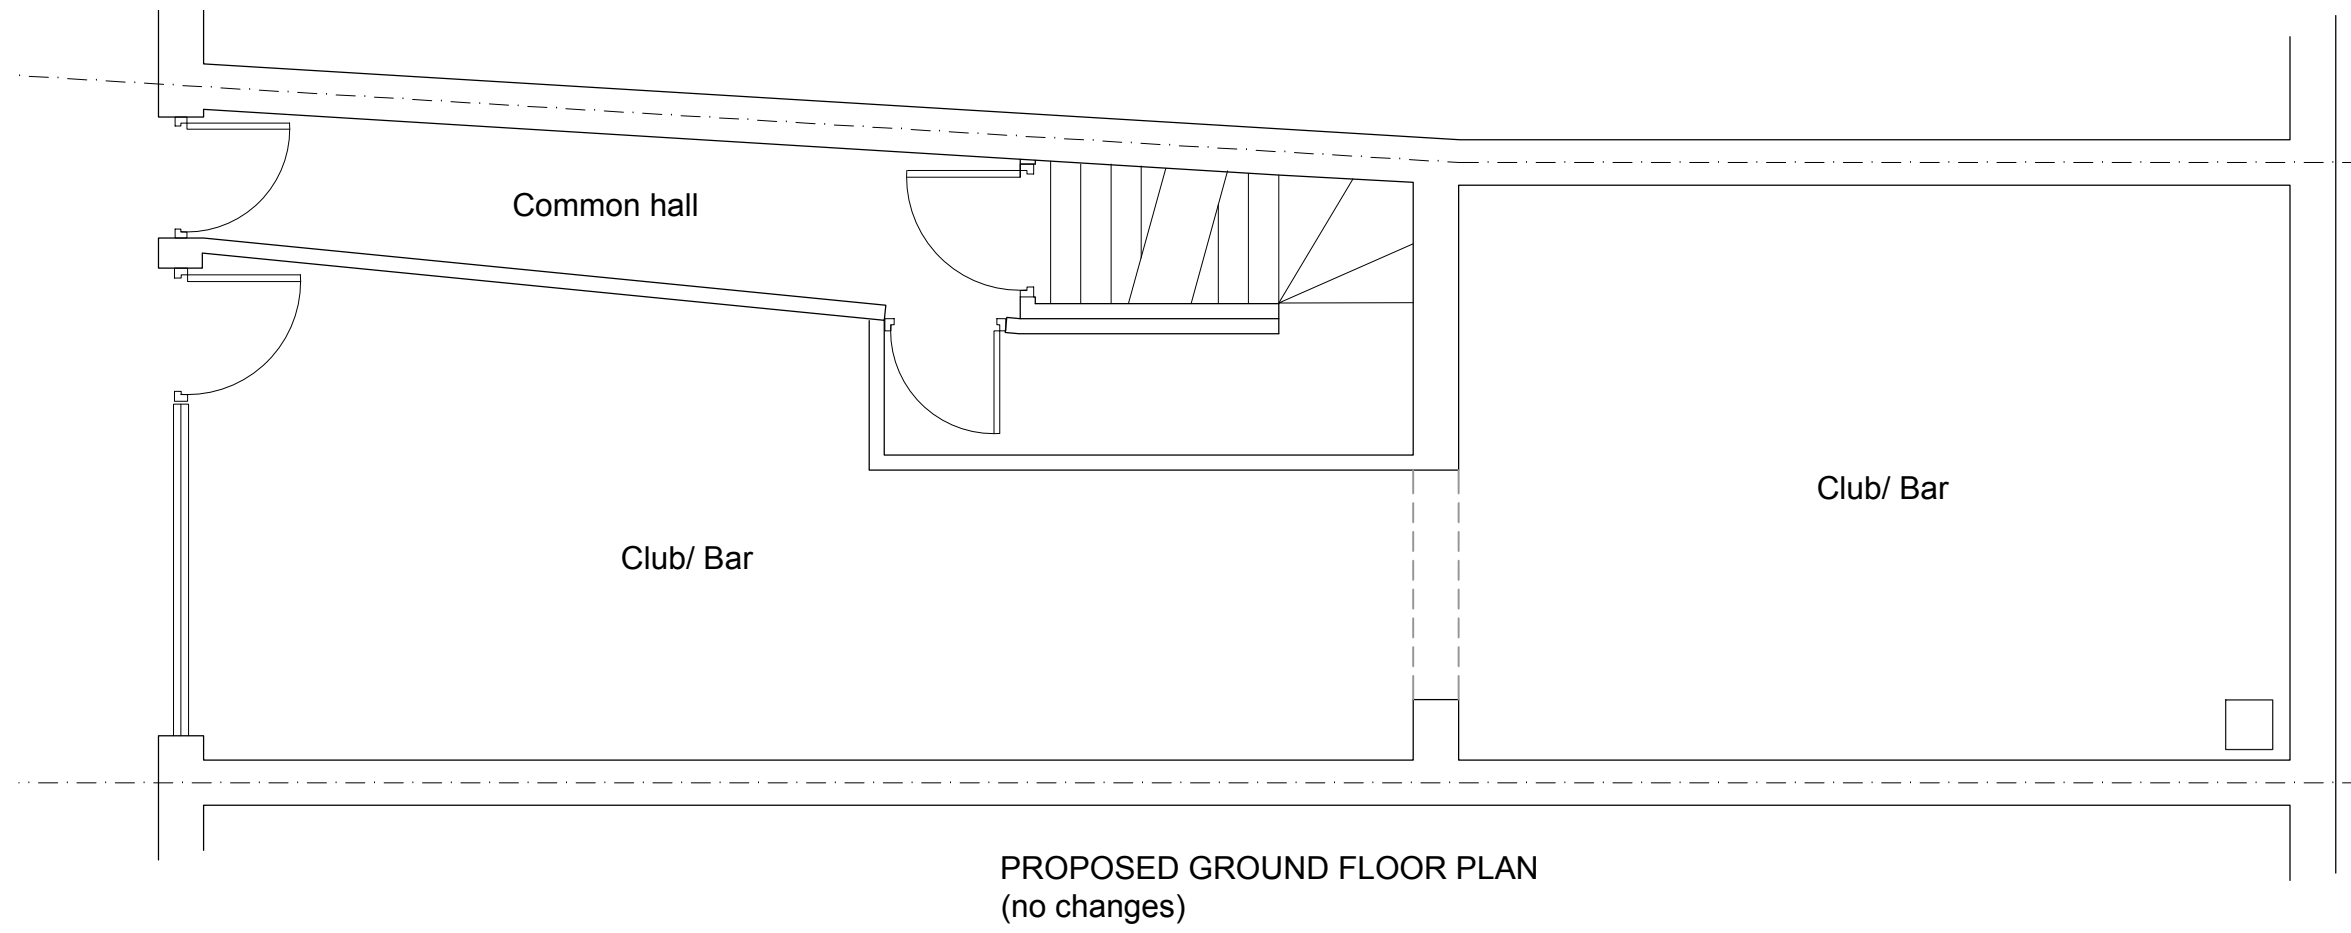 Common hall
Club/ Bar
Club/ Bar
PROPOSED GROUND FLOOR PLAN
(no changes)